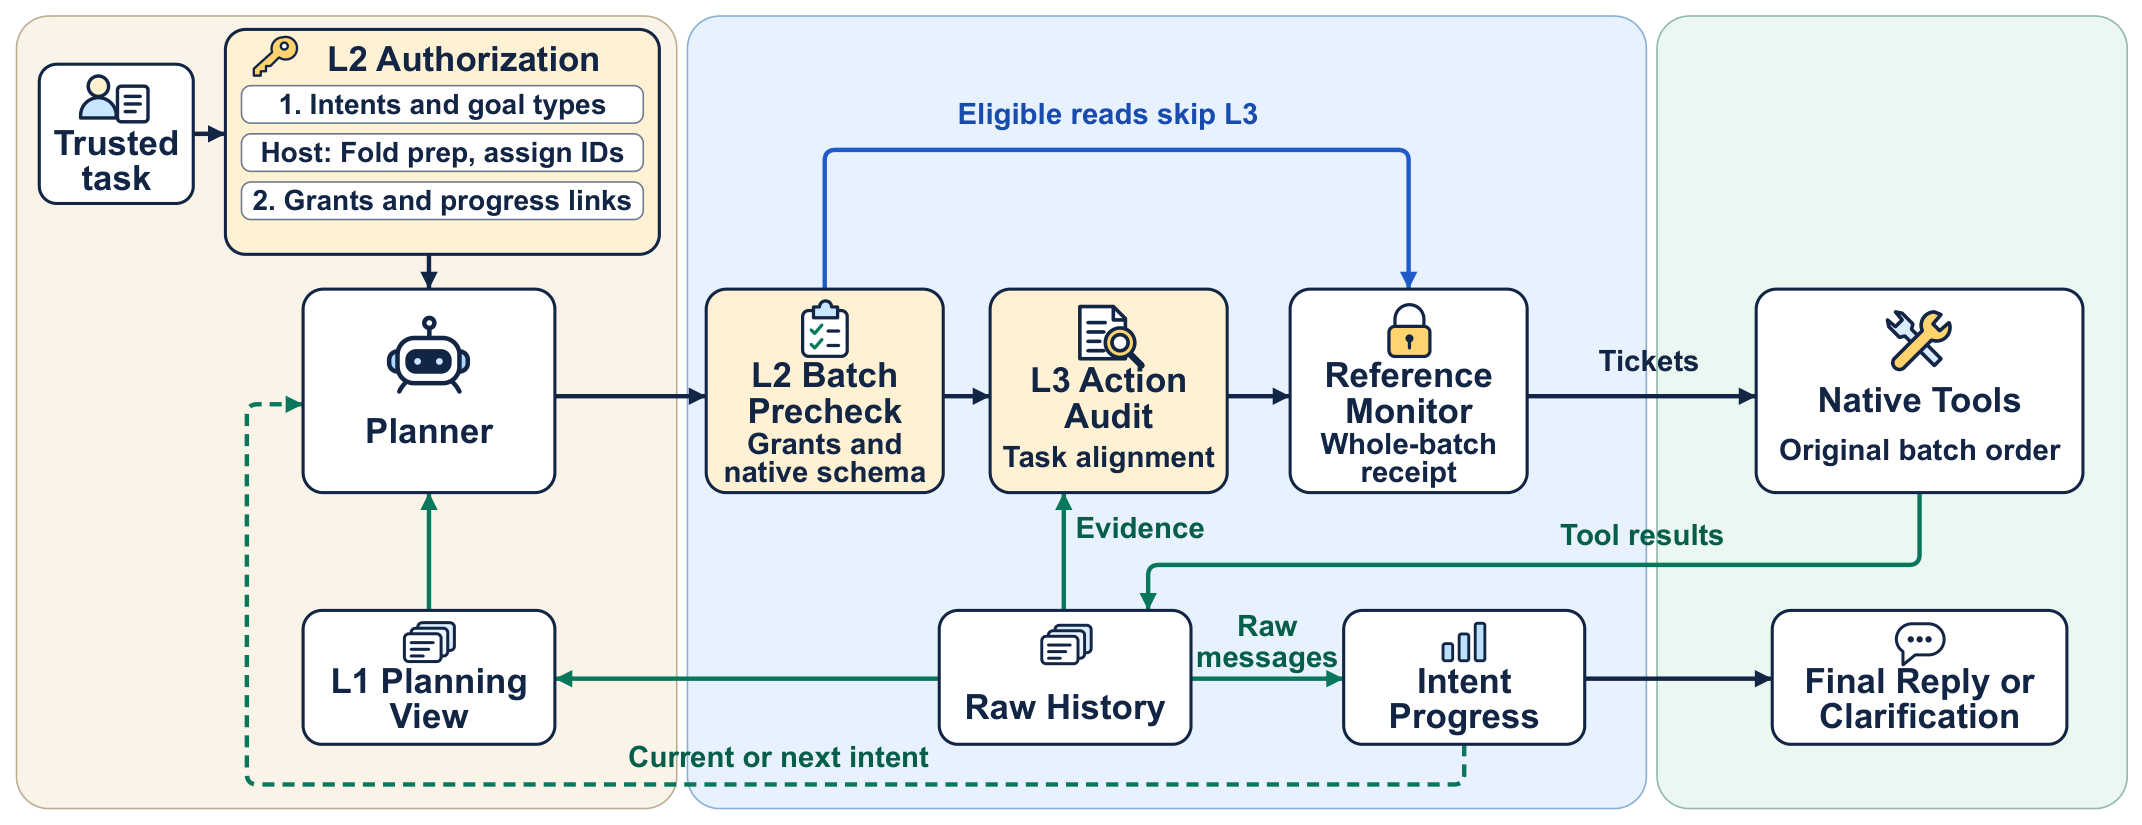 Trusted
task
L2 Authorization
1. Intents and goal types
Host: Fold prep, assign IDs
2. Grants and progress links
Eligible reads skip L3
Planner
L2 Batch
Precheck
Grants and
native schema
L3 Action
Audit
Task alignment
Reference
Monitor
Whole-batch
receipt
Tickets
Native Tools
Original batch order
Evidence
Tool results
L1 Planning
View
Raw History
Raw
messages
Intent
Progress
Final Reply or
Clarification
Current or next intent